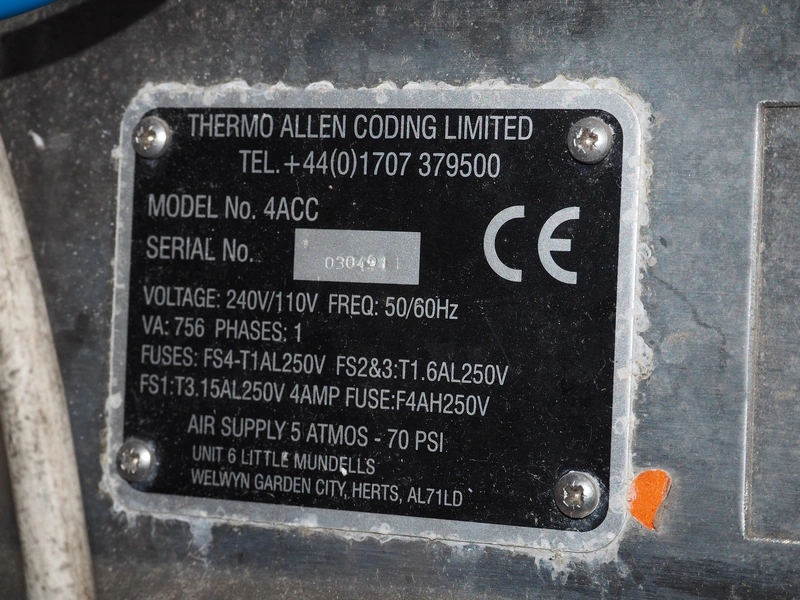 THERMO ALLEN CODING LIMITED
TEL.+44(0)1707 379500
MODEL No. 4ACC
SERIAL No.
VOLTAGE: 240V/110V FREQ: 50/60Hz
VA: 756 PHASES: 1
FUSES: FS4-T1AL250V FS2&3:T1.6AL250V
FS1:T3.15AL250V 4AMP FUSE:F4AH250V
AIR SUPPLY 5 ATMOS - 70 PSI
UNIT 6 LITTLE MUNDELLS
WELWYN GARDEN CITY, HERTS, AL71LD
CE